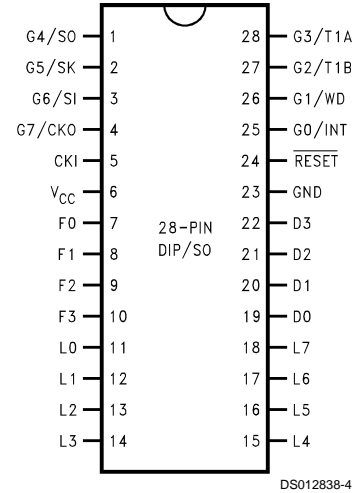 G4/SO 1 28 G3/T1A
G5/SK 2 27 G2/T1B
G6/SI 3 26 G1/WD
G7/CKO 4 25 G0/INT
CKI 5 24 RESET
VCC 6 23 GND
F0 7 22 D3
28-PIN
F1 8 21 D2
DIP/SO
F2 9 20 D1
F3 10 19 D0
L0 11 18 L7
L1 12 17 L6
L2 13 16 L5
L3 14 15 L4
DS012838-4